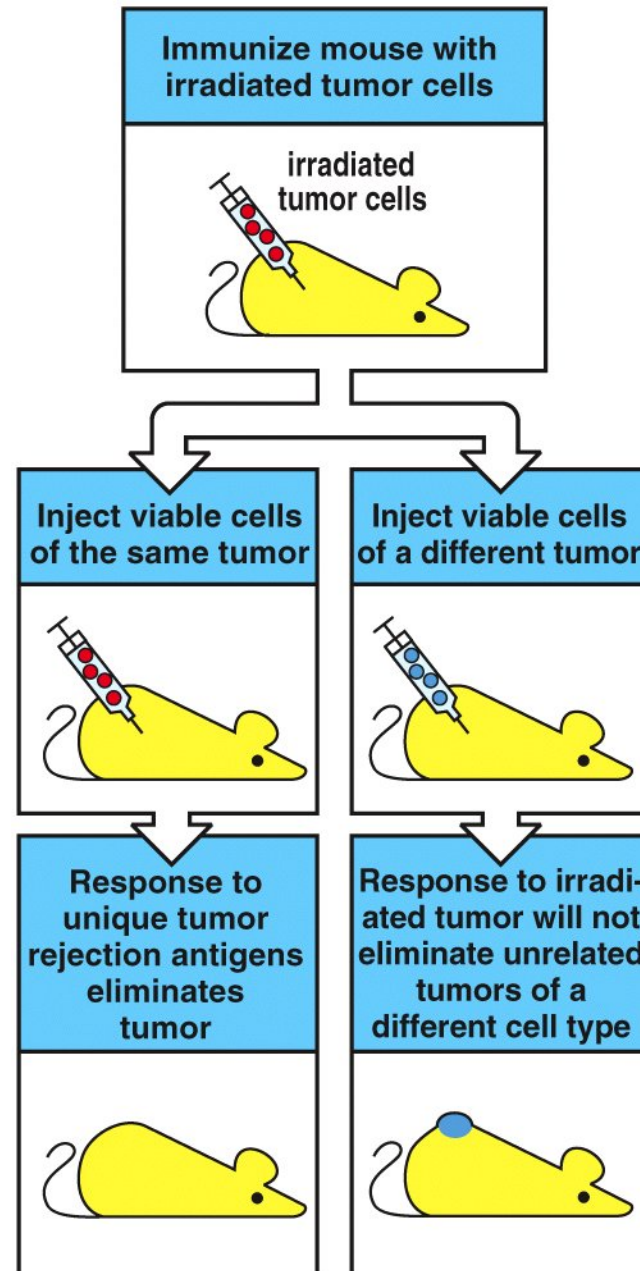 Immunize mouse with
irradiated tumor cells
irradiated
tumor cells
Inject viable cells
of the same tumor
Inject viable cells
of a different tumor
Response to
unique tumor
rejection antigens
eliminates
tumor
Response to irradi-
ated tumor will not
eliminate unrelated
tumors of a
different cell type